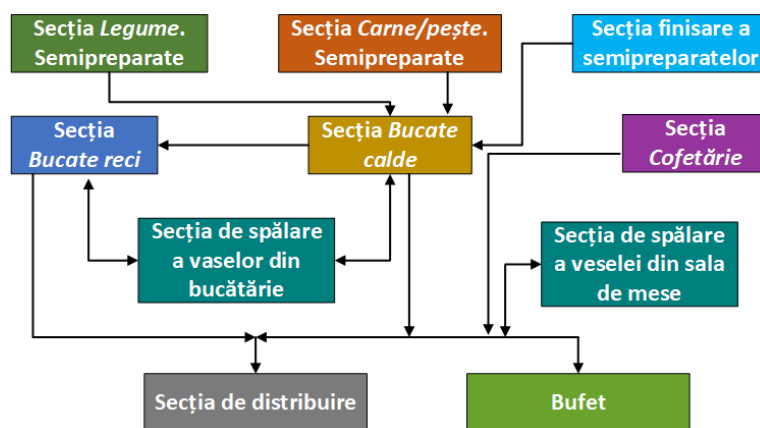 Secția Legume.
Semipreparate
Secția Carne/pește.
Semipreparate
Secția finisare a
semipreparatelor
Secția
Bucate reci
Secția Bucate
calde
Secția
Cofetărie
Secția de spălare
a vaselor din
bucătărie
Secția de spălare
a veselei din sala
de mese
Secția de distribuire
Bufet